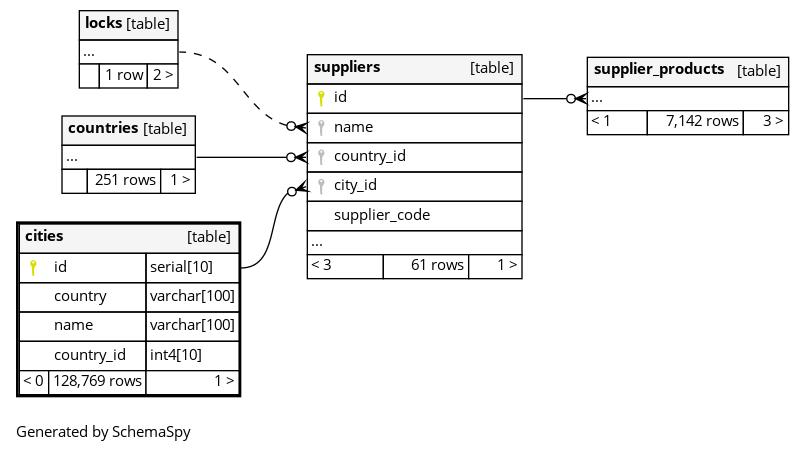 locks [table]
...
1 row 2 >
countries [table]
...
251 rows 1 >
cities [table]
id serial[10]
country varchar[100]
name varchar[100]
country_id int4[10]
< 0 128,769 rows 1 >
suppliers [table]
id
name
country_id
city_id
supplier_code
...
< 3 61 rows 1 >
supplier_products [table]
...
< 1 7,142 rows 3 >
Generated by SchemaSpy